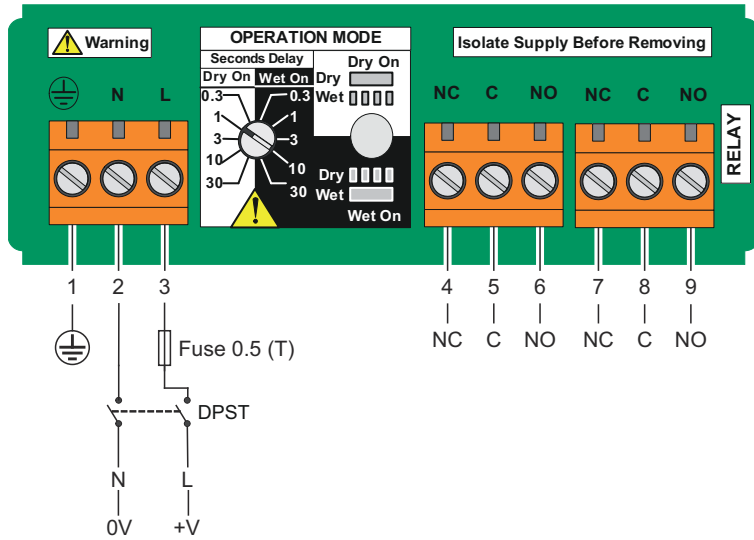 Warning
OPERATION MODE
Isolate Supply Before Removing
Seconds Delay
Dry On Wet On
Dry On
Dry
Wet
0.3 0.3
1 1
3 3
10 10
30 30
Dry
Wet
Wet On
N L
NC C NO NC C NO
RELAY
1 2 3 4 5 6 7 8 9
NC C NO NC C NO
Fuse 0.5 (T)
DPST
N L
0V +V